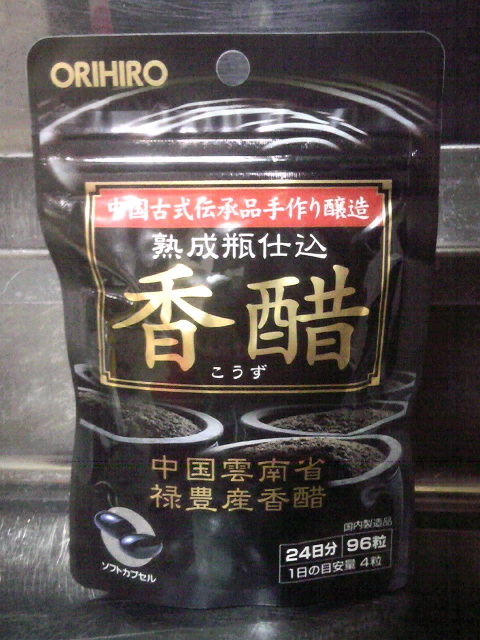 ORIHIRO
中国古式伝承品手作り醸造
熟成瓶仕込
香醋
こうず
中国雲南省
禄豊産香醋
国内製造品
24日分 96粒
1日の目安量 4粒
ソフトカプセル